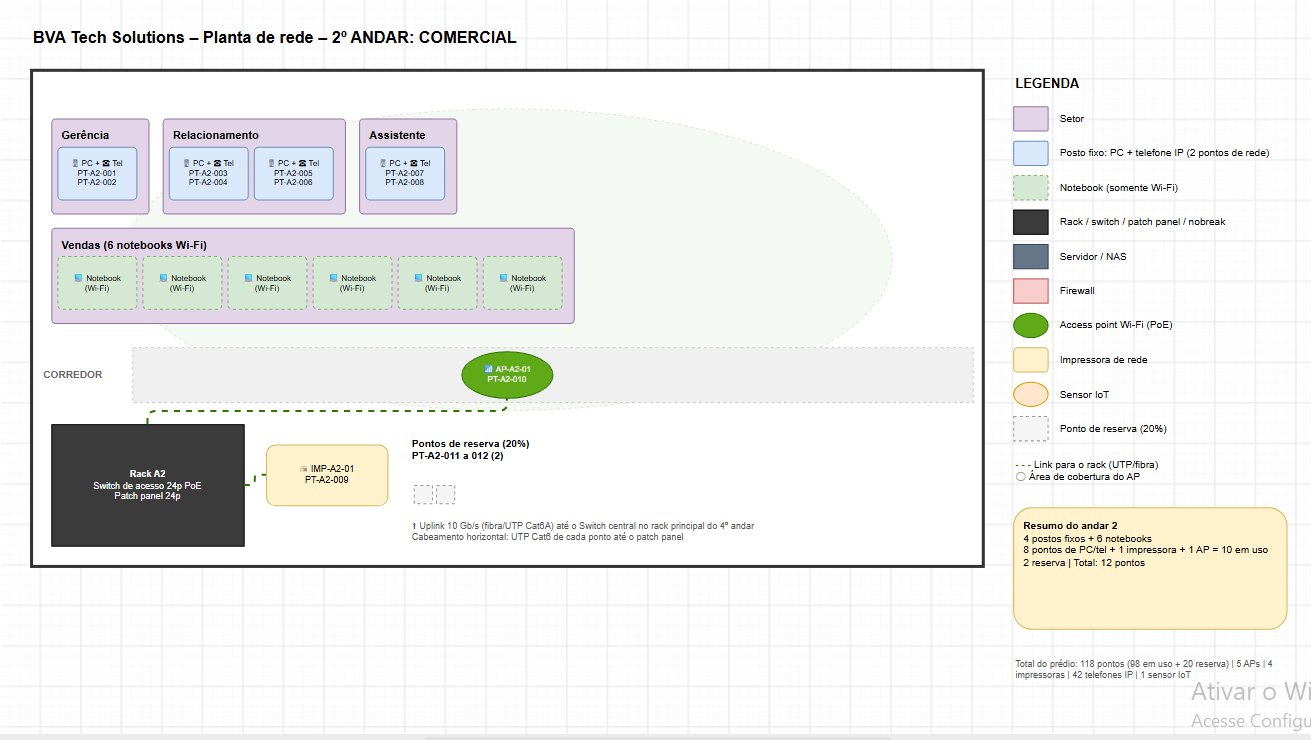 BVA Tech Solutions – Planta de rede – 2º ANDAR: COMERCIAL
Gerência
PC + ☎ Tel
PT-A2-001
PT-A2-002
Relacionamento
PC + ☎ Tel
PT-A2-003
PT-A2-004
PC + ☎ Tel
PT-A2-005
PT-A2-006
Assistente
PC + ☎ Tel
PT-A2-007
PT-A2-008
Vendas (6 notebooks Wi-Fi)
Notebook
(Wi-Fi)
Notebook
(Wi-Fi)
Notebook
(Wi-Fi)
Notebook
(Wi-Fi)
Notebook
(Wi-Fi)
Notebook
(Wi-Fi)
CORREDOR
AP-A2-01
PT-A2-010
Rack A2
Switch de acesso 24p PoE
Patch panel 24p
IMP-A2-01
PT-A2-009
Pontos de reserva (20%)
PT-A2-011 a 012 (2)
⬆ Uplink 10 Gb/s (fibra/UTP Cat6A) até o Switch central no rack principal do 4º andar
Cabeamento horizontal: UTP Cat6 de cada ponto até o patch panel
LEGENDA
Setor
Posto fixo: PC + telefone IP (2 pontos de rede)
Notebook (somente Wi-Fi)
Rack / switch / patch panel / nobreak
Servidor / NAS
Firewall
Access point Wi-Fi (PoE)
Impressora de rede
Sensor IoT
Ponto de reserva (20%)
- - - Link para o rack (UTP/fibra)
Área de cobertura do AP
Resumo do andar 2
4 postos fixos + 6 notebooks
8 pontos de PC/tel + 1 impressora + 1 AP = 10 em uso
2 reserva | Total: 12 pontos
Total do prédio: 118 pontos (98 em uso + 20 reserva) | 5 APs | 4
impressoras | 42 telefones IP | 1 sensor IoT
Ativar o Wi
Acesse Configu